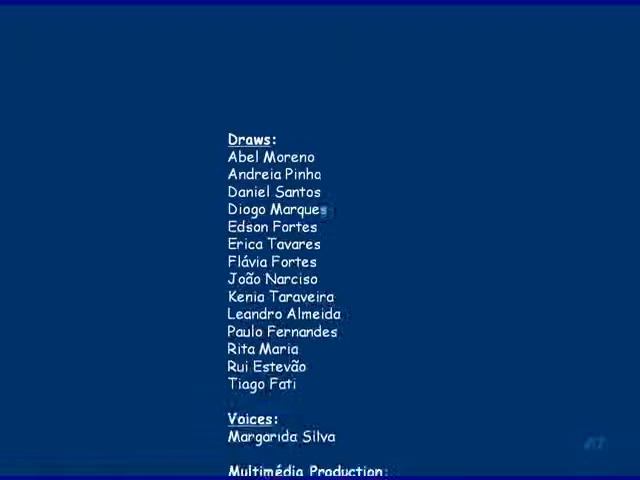 Draws:
Abel Moreno
Andreia Pinha
Daniel Santos
Diogo Marques
Edson Fortes
Erica Tavares
Flávia Fortes
João Narciso
Kenia Taraveira
Leandro Almeida
Paulo Fernandes
Rita Maria
Rui Estevão
Tiago Fati
Voices:
Margarida Silva
Multimédia Production: